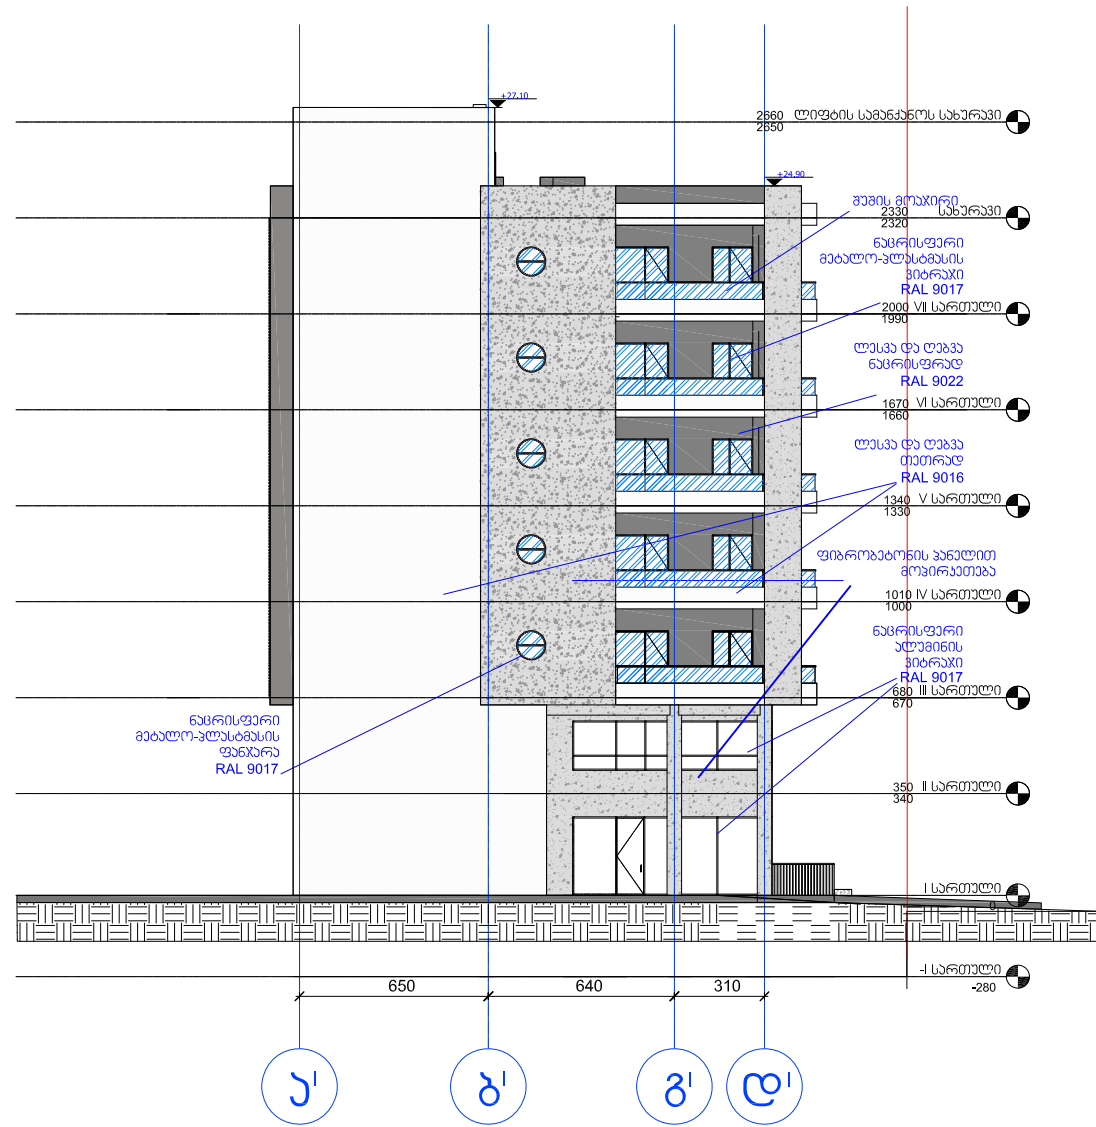 +27.10
2660 ლიფტის სამანქანოს სახურავი
2650
+24.90
შუშის მოაჯირი
2330 სახურავი
2320
ნაცრისფერი
მეტალო-პლასტმასის
ვიტრაჟი
RAL 9017
2000 VII სართული
1990
ლესვა და ღებვა
ნაცრისფრად
RAL 9022
1670 VI სართული
1660
ლესვა და ღებვა
თეთრად
RAL 9016
1340 V სართული
1330
ფიბრობეტონის პანელით
მოპირკეთება
1010 IV სართული
1000
ნაცრისფერი
ალუმინის
ვიტრაჟი
RAL 9017
680 III სართული
670
ნაცრისფერი
მეტალო-პლასტმასის
ფანჯარა
RAL 9017
350 II სართული
340
I სართული
0
-I სართული
-280
650 640 310
ა' ბ' გ' დ'